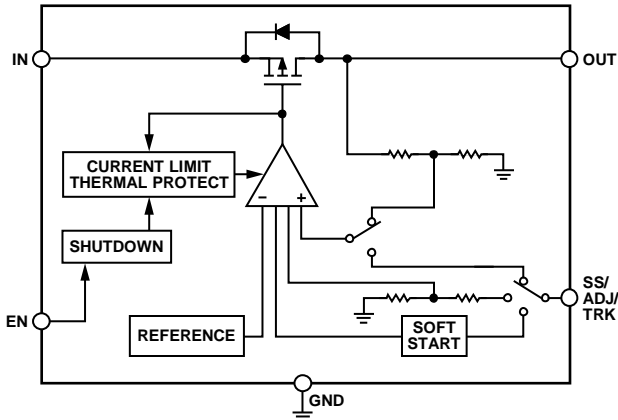 IN
OUT
CURRENT LIMIT
THERMAL PROTECT
−
+
SHUTDOWN
SS/
ADJ/
TRK
EN
REFERENCE
SOFT
START
GND